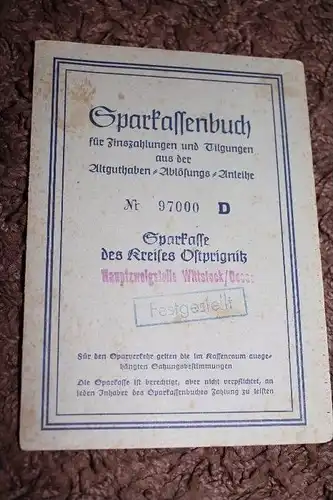 Sparkassenbuch
für Zinszahlungen und Tilgungen
aus der
Altguthaben-Ablösungs-Anleihe
Nr 97000 D
Sparkasse
des Kreises Ostprignitz
Hauptzweigstelle Wittstock/Dosse
Festgestellt
Für den Sparverkehr gelten die im Kassenraum ausge-
hängten Satzungsbestimmungen
Die Sparkasse ist berechtigt, aber nicht verpflichtet, an
jeden Inhaber des Sparkassenbuches Zahlung zu leisten